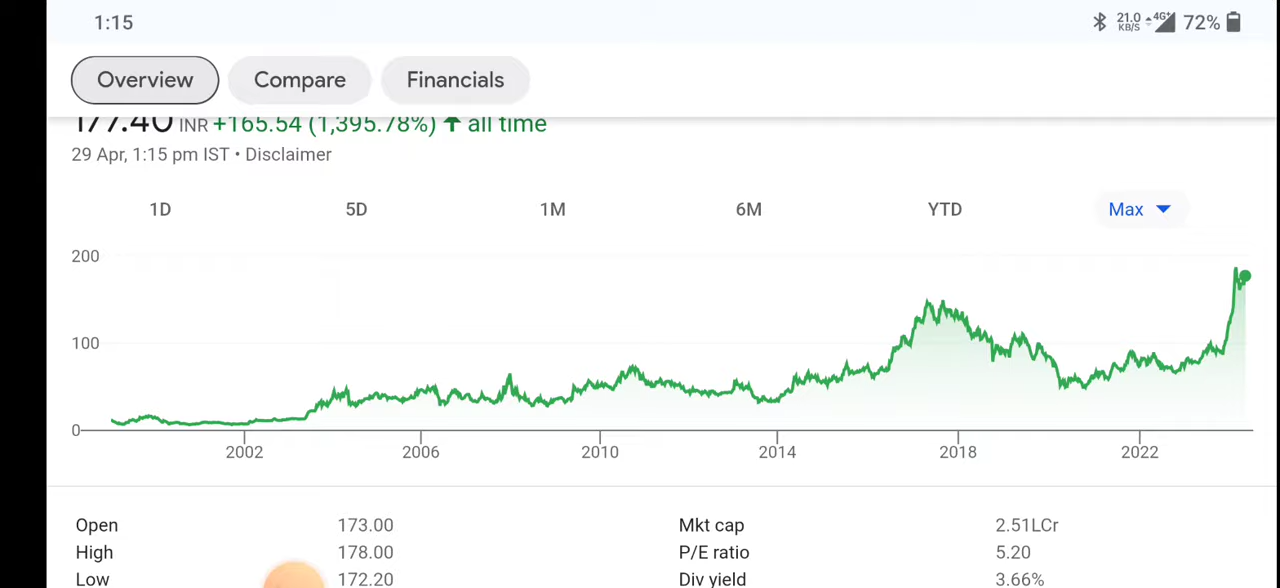 1:15
21.0 KB/S 4G+ 72%
Overview Compare Financials
177.40 INR +165.54 (1,395.78%) ↑ all time
29 Apr, 1:15 pm IST • Disclaimer
1D 5D 1M 6M YTD Max
200
100
0
2002 2006 2010 2014 2018 2022
Open 173.00 Mkt cap 2.51LCr
High 178.00 P/E ratio 5.20
Low 172.20 Div yield 3.66%